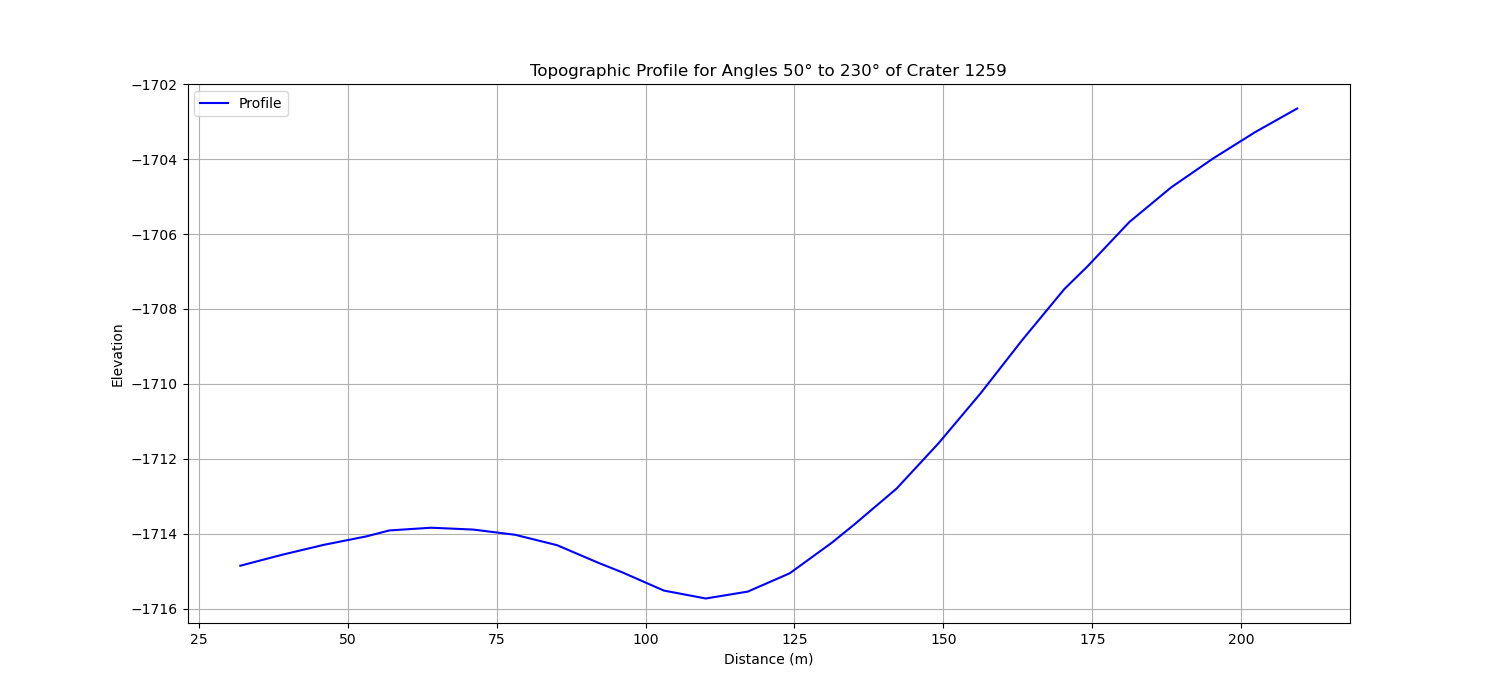 Topographic Profile for Angles 50° to 230° of Crater 1259
Profile
Elevation
−1702
−1704
−1706
−1708
−1710
−1712
−1714
−1716
25 50 75 100 125 150 175 200
Distance (m)